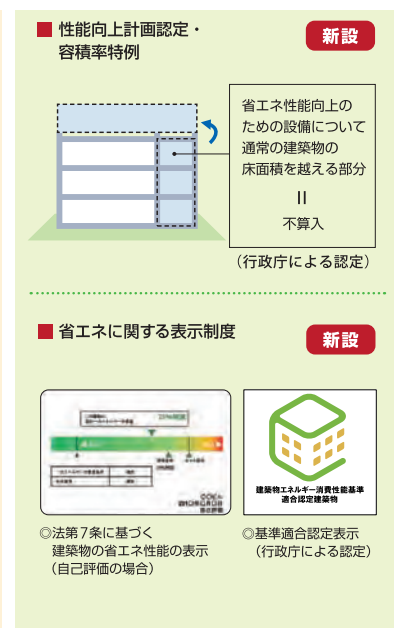 ■ 性能向上計画認定・
容積率特例
新設
省エネ性能向上の
ための設備について
通常の建築物の
床面積を越える部分
=
不算入
（行政庁による認定）
■ 省エネに関する表示制度
新設
建築物エネルギー消費性能基準
適合認定建築物
◎法第7条に基づく
建築物の省エネ性能の表示
（自己評価の場合）
◎基準適合認定表示
（行政庁による認定）